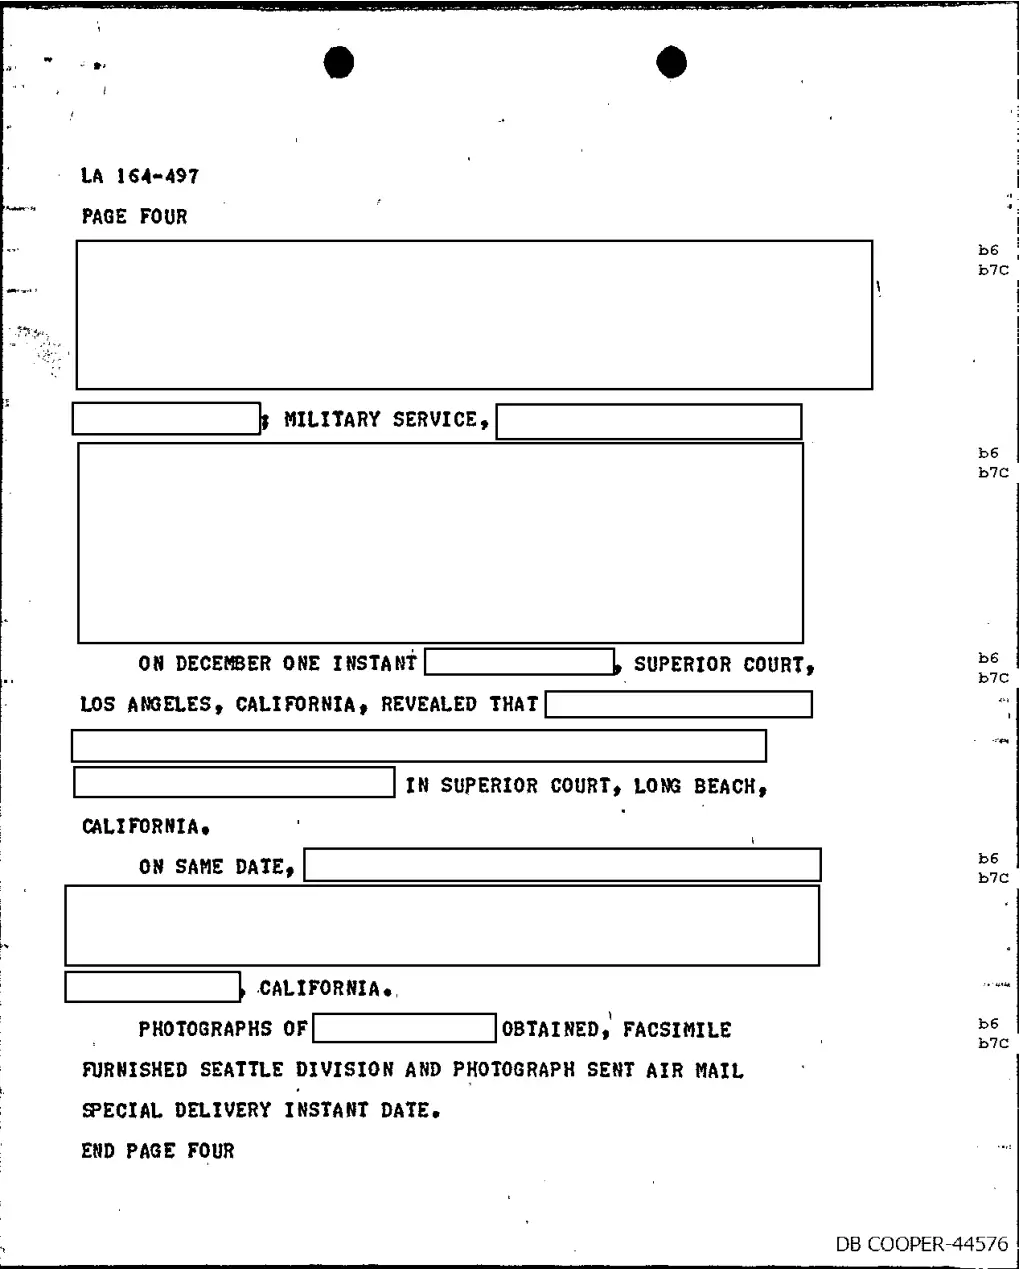 LA 164-497
PAGE FOUR
b6
b7C
; MILITARY SERVICE,
b6
b7C
ON DECEMBER ONE INSTANT , SUPERIOR COURT,
b6
b7C
LOS ANGELES, CALIFORNIA, REVEALED THAT
IN SUPERIOR COURT, LONG BEACH,
CALIFORNIA.
ON SAME DATE,
b6
b7C
, CALIFORNIA.
PHOTOGRAPHS OF OBTAINED, FACSIMILE
b6
b7C
FURNISHED SEATTLE DIVISION AND PHOTOGRAPH SENT AIR MAIL
SPECIAL DELIVERY INSTANT DATE.
END PAGE FOUR
DB COOPER-44576